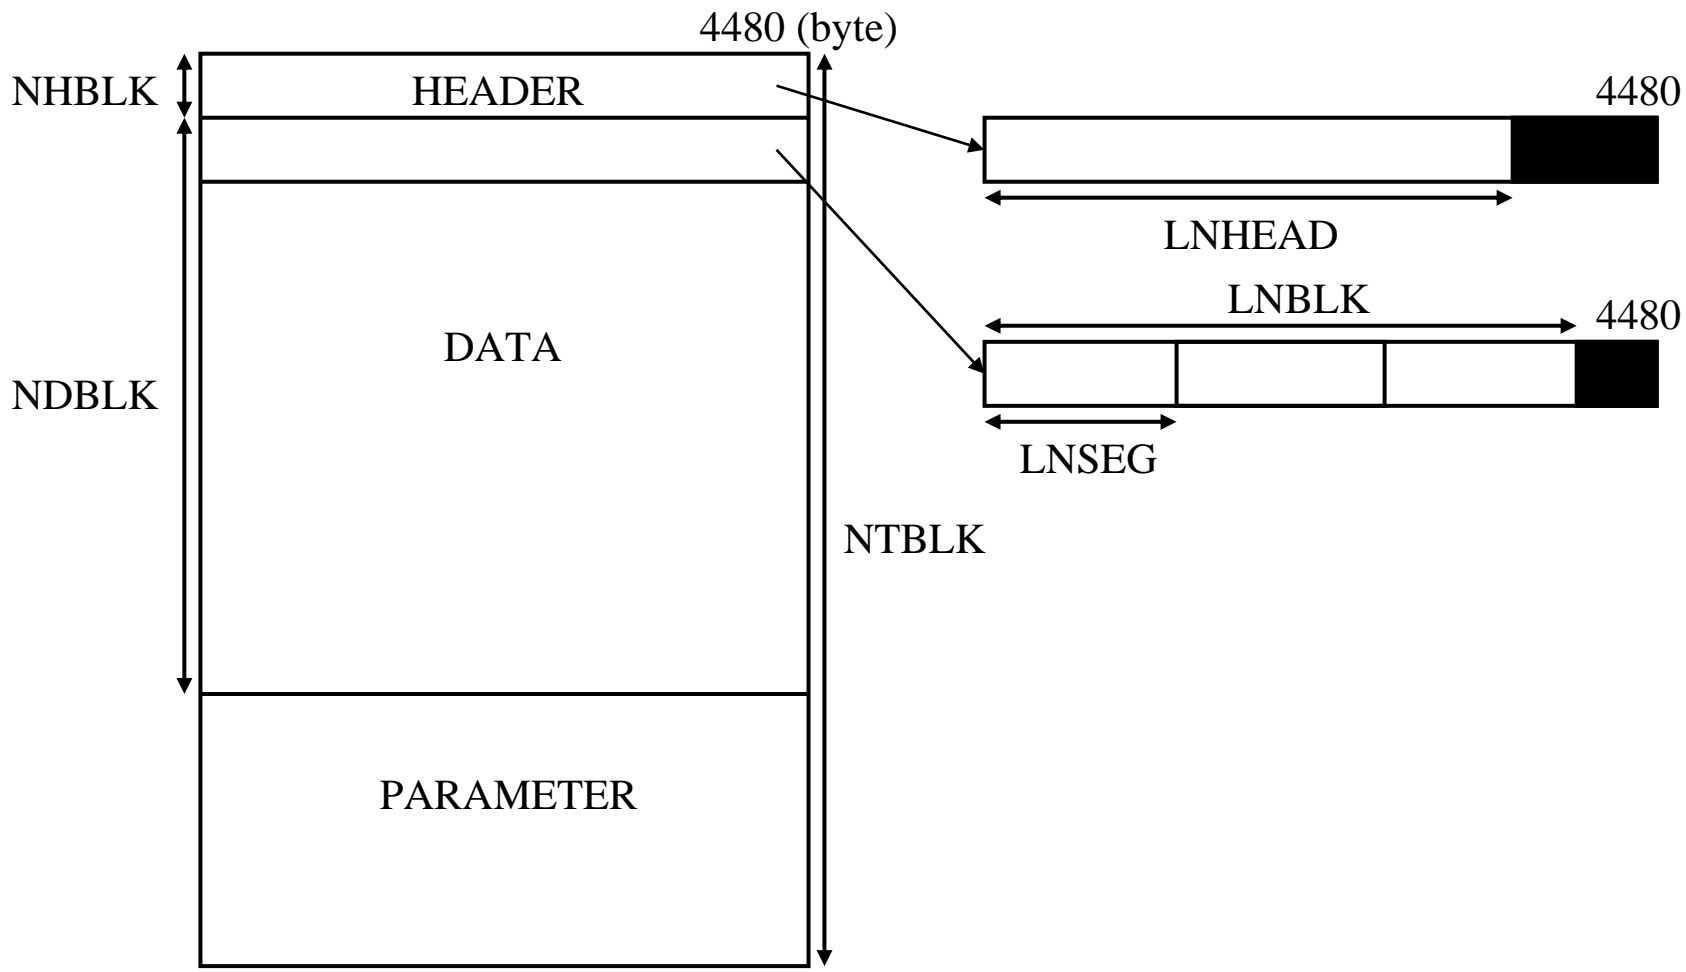 4480 (byte)
NHBLK
HEADER
4480
LNHEAD
LNBLK
4480
DATA
NDBLK
LNSEG
NTBLK
PARAMETER